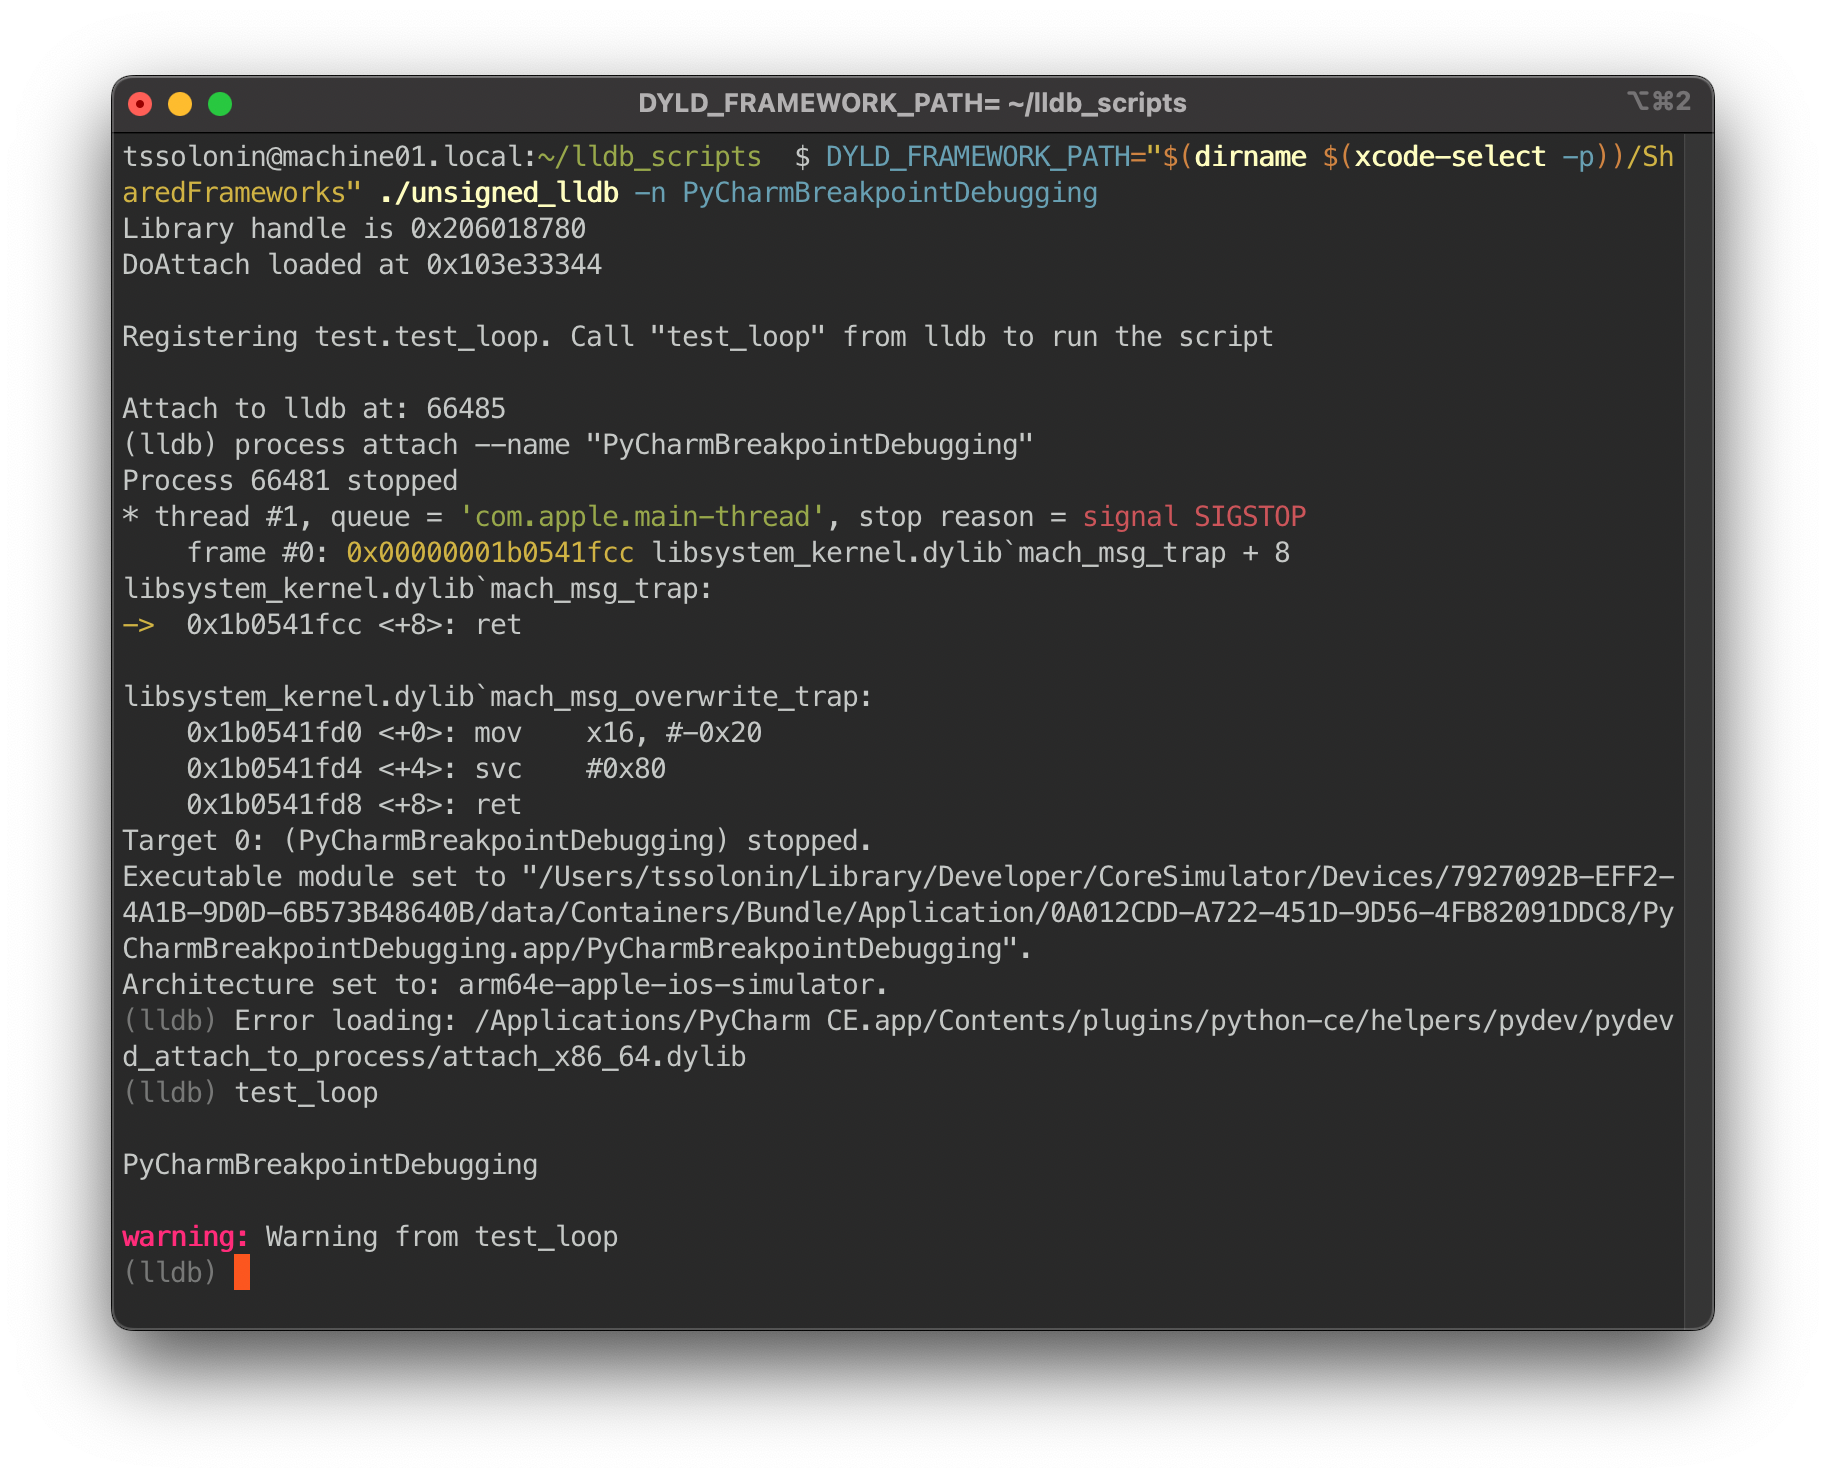 DYLD_FRAMEWORK_PATH= ~/lldb_scripts
⌥⌘2
tssolonin@machine01.local:~/lldb_scripts  $ DYLD_FRAMEWORK_PATH="$(dirname $(xcode-select -p))/Sh
aredFrameworks" ./unsigned_lldb -n PyCharmBreakpointDebugging
Library handle is 0x206018780
DoAttach loaded at 0x103e33344
Registering test.test_loop. Call "test_loop" from lldb to run the script
Attach to lldb at: 66485
(lldb) process attach --name "PyCharmBreakpointDebugging"
Process 66481 stopped
* thread #1, queue = 'com.apple.main-thread', stop reason = signal SIGSTOP
    frame #0: 0x00000001b0541fcc libsystem_kernel.dylib`mach_msg_trap + 8
libsystem_kernel.dylib`mach_msg_trap:
->  0x1b0541fcc <+8>: ret
libsystem_kernel.dylib`mach_msg_overwrite_trap:
    0x1b0541fd0 <+0>: mov    x16, #-0x20
    0x1b0541fd4 <+4>: svc    #0x80
    0x1b0541fd8 <+8>: ret
Target 0: (PyCharmBreakpointDebugging) stopped.
Executable module set to "/Users/tssolonin/Library/Developer/CoreSimulator/Devices/7927092B-EFF2-
4A1B-9D0D-6B573B48640B/data/Containers/Bundle/Application/0A012CDD-A722-451D-9D56-4FB82091DDC8/Py
CharmBreakpointDebugging.app/PyCharmBreakpointDebugging".
Architecture set to: arm64e-apple-ios-simulator.
(lldb) Error loading: /Applications/PyCharm CE.app/Contents/plugins/python-ce/helpers/pydev/pydev
d_attach_to_process/attach_x86_64.dylib
(lldb) test_loop
PyCharmBreakpointDebugging
warning: Warning from test_loop
(lldb)